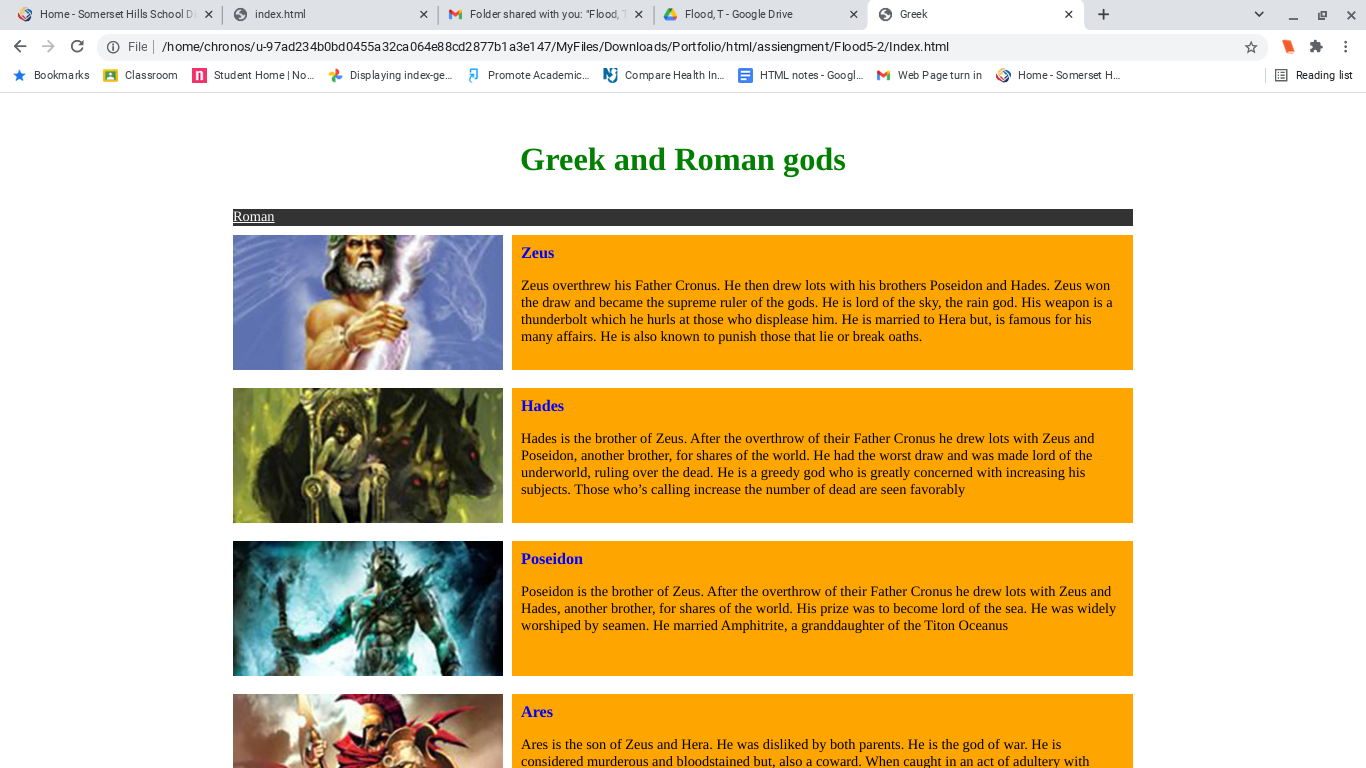 Home - Somerset Hills School Di
index.html
Folder shared with you: "Flood, T
Flood, T - Google Drive
Greek
File
/home/chronos/u-97ad234b0bd0455a32ca064e88cd2877b1a3e147/MyFiles/Downloads/Portfolio/html/assiengment/Flood5-2/Index.html
Bookmarks
Classroom
Student Home | No...
Displaying index-ge...
Promote Academic...
Compare Health In...
HTML notes - Googl...
Web Page turn in
Home - Somerset H...
Reading list
Greek and Roman gods
Roman
Zeus
Zeus overthrew his Father Cronus. He then drew lots with his brothers Poseidon and Hades. Zeus won
the draw and became the supreme ruler of the gods. He is lord of the sky, the rain god. His weapon is a
thunderbolt which he hurls at those who displease him. He is married to Hera but, is famous for his
many affairs. He is also known to punish those that lie or break oaths.
Hades
Hades is the brother of Zeus. After the overthrow of their Father Cronus he drew lots with Zeus and
Poseidon, another brother, for shares of the world. He had the worst draw and was made lord of the
underworld, ruling over the dead. He is a greedy god who is greatly concerned with increasing his
subjects. Those who’s calling increase the number of dead are seen favorably
Poseidon
Poseidon is the brother of Zeus. After the overthrow of their Father Cronus he drew lots with Zeus and
Hades, another brother, for shares of the world. His prize was to become lord of the sea. He was widely
worshiped by seamen. He married Amphitrite, a granddaughter of the Titon Oceanus
Ares
Ares is the son of Zeus and Hera. He was disliked by both parents. He is the god of war. He is
considered murderous and bloodstained but, also a coward. When caught in an act of adultery with